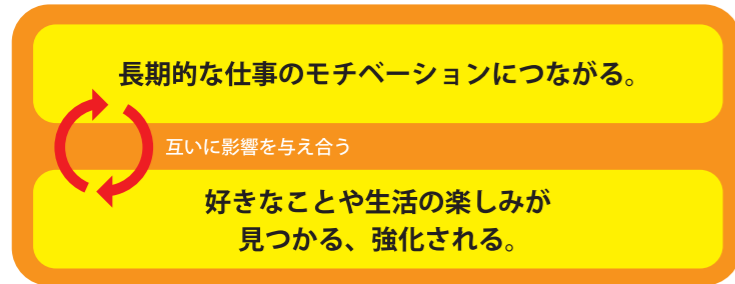 長期的な仕事のモチベーションにつながる。
互いに影響を与え合う
好きなことや生活の楽しみが
見つかる、強化される。